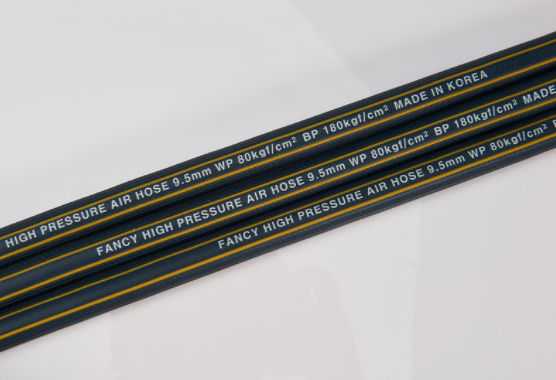 HIGH PRESSURE AIR HOSE 9.5mm WP 80kgf/cm² BP 180kgf/cm² MADE IN KOREA
FANCY HIGH PRESSURE AIR HOSE 9.5mm WP 80kgf/cm² BP 180kgf/cm² MADE
FANCY HIGH PRESSURE AIR HOSE 9.5mm WP 80kgf/cm²